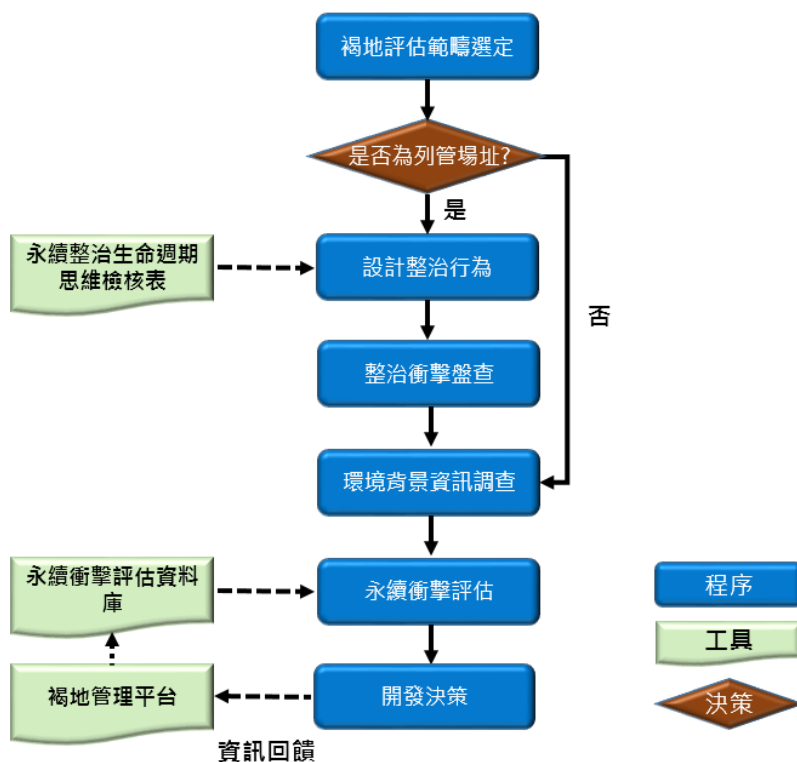 褐地評估範疇選定
是否為列管場址?
是
永續整治生命週期
思維檢核表
設計整治行為
否
整治衝擊盤查
環境背景資訊調查
永續衝擊評估資料
庫
永續衝擊評估
程序
工具
褐地管理平台
開發決策
決策
資訊回饋